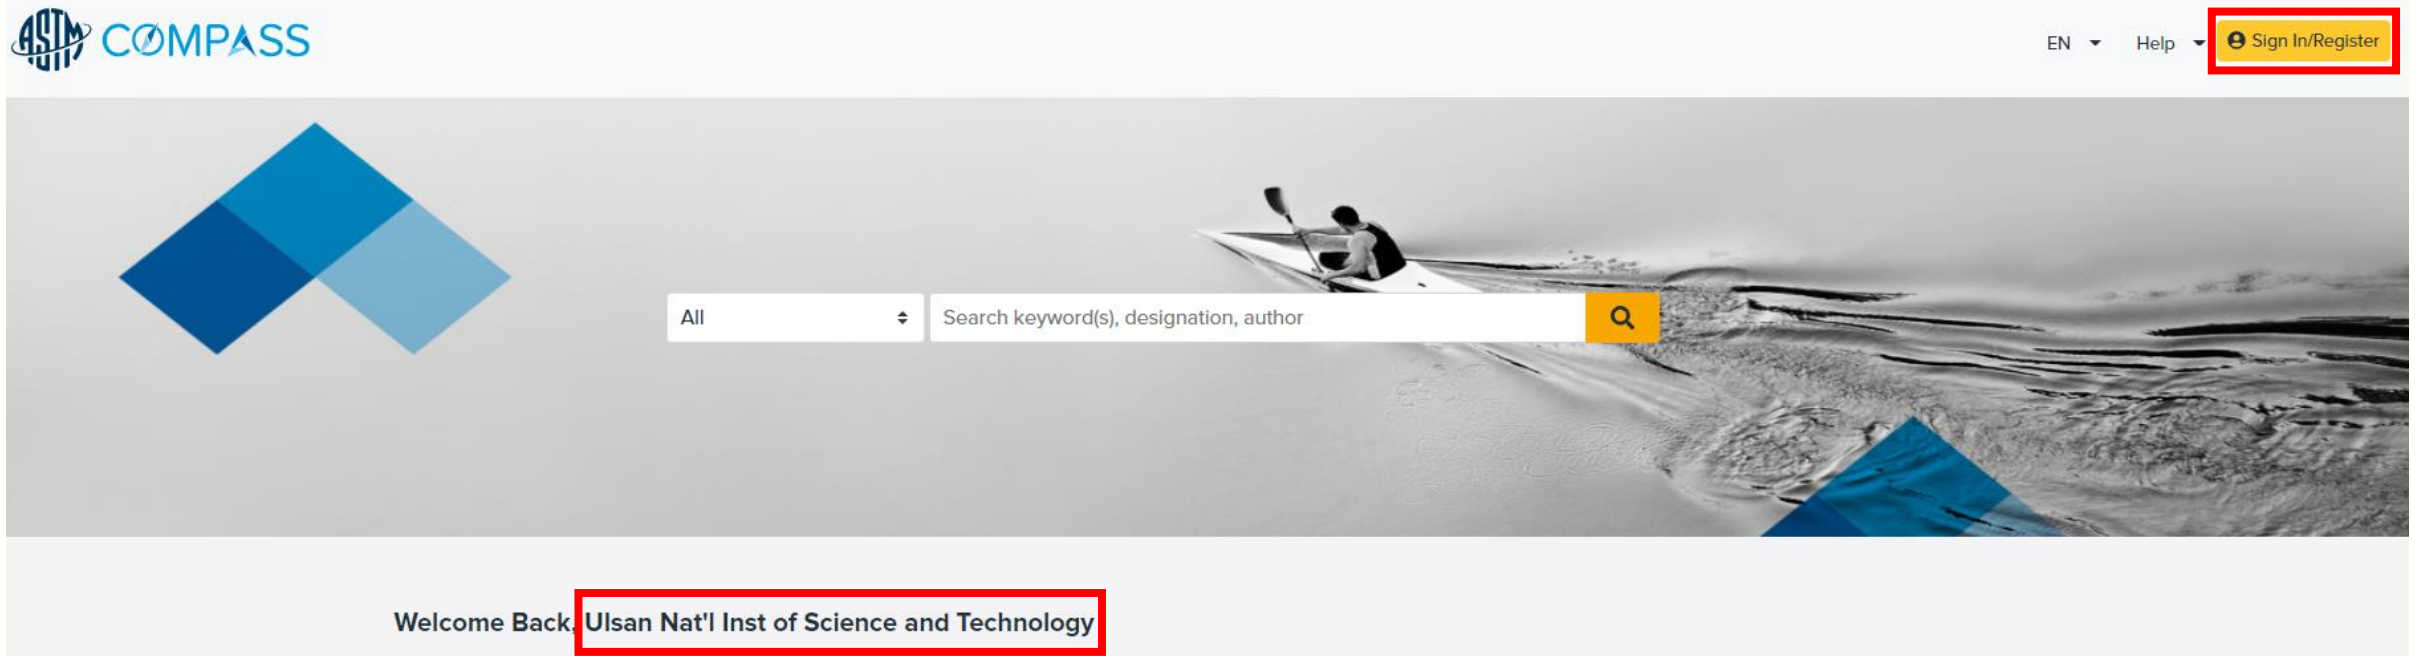 ASTM COMPASS
EN Help Sign In/Register
All Search keyword(s), designation, author
Welcome Back, Ulsan Nat'l Inst of Science and Technology